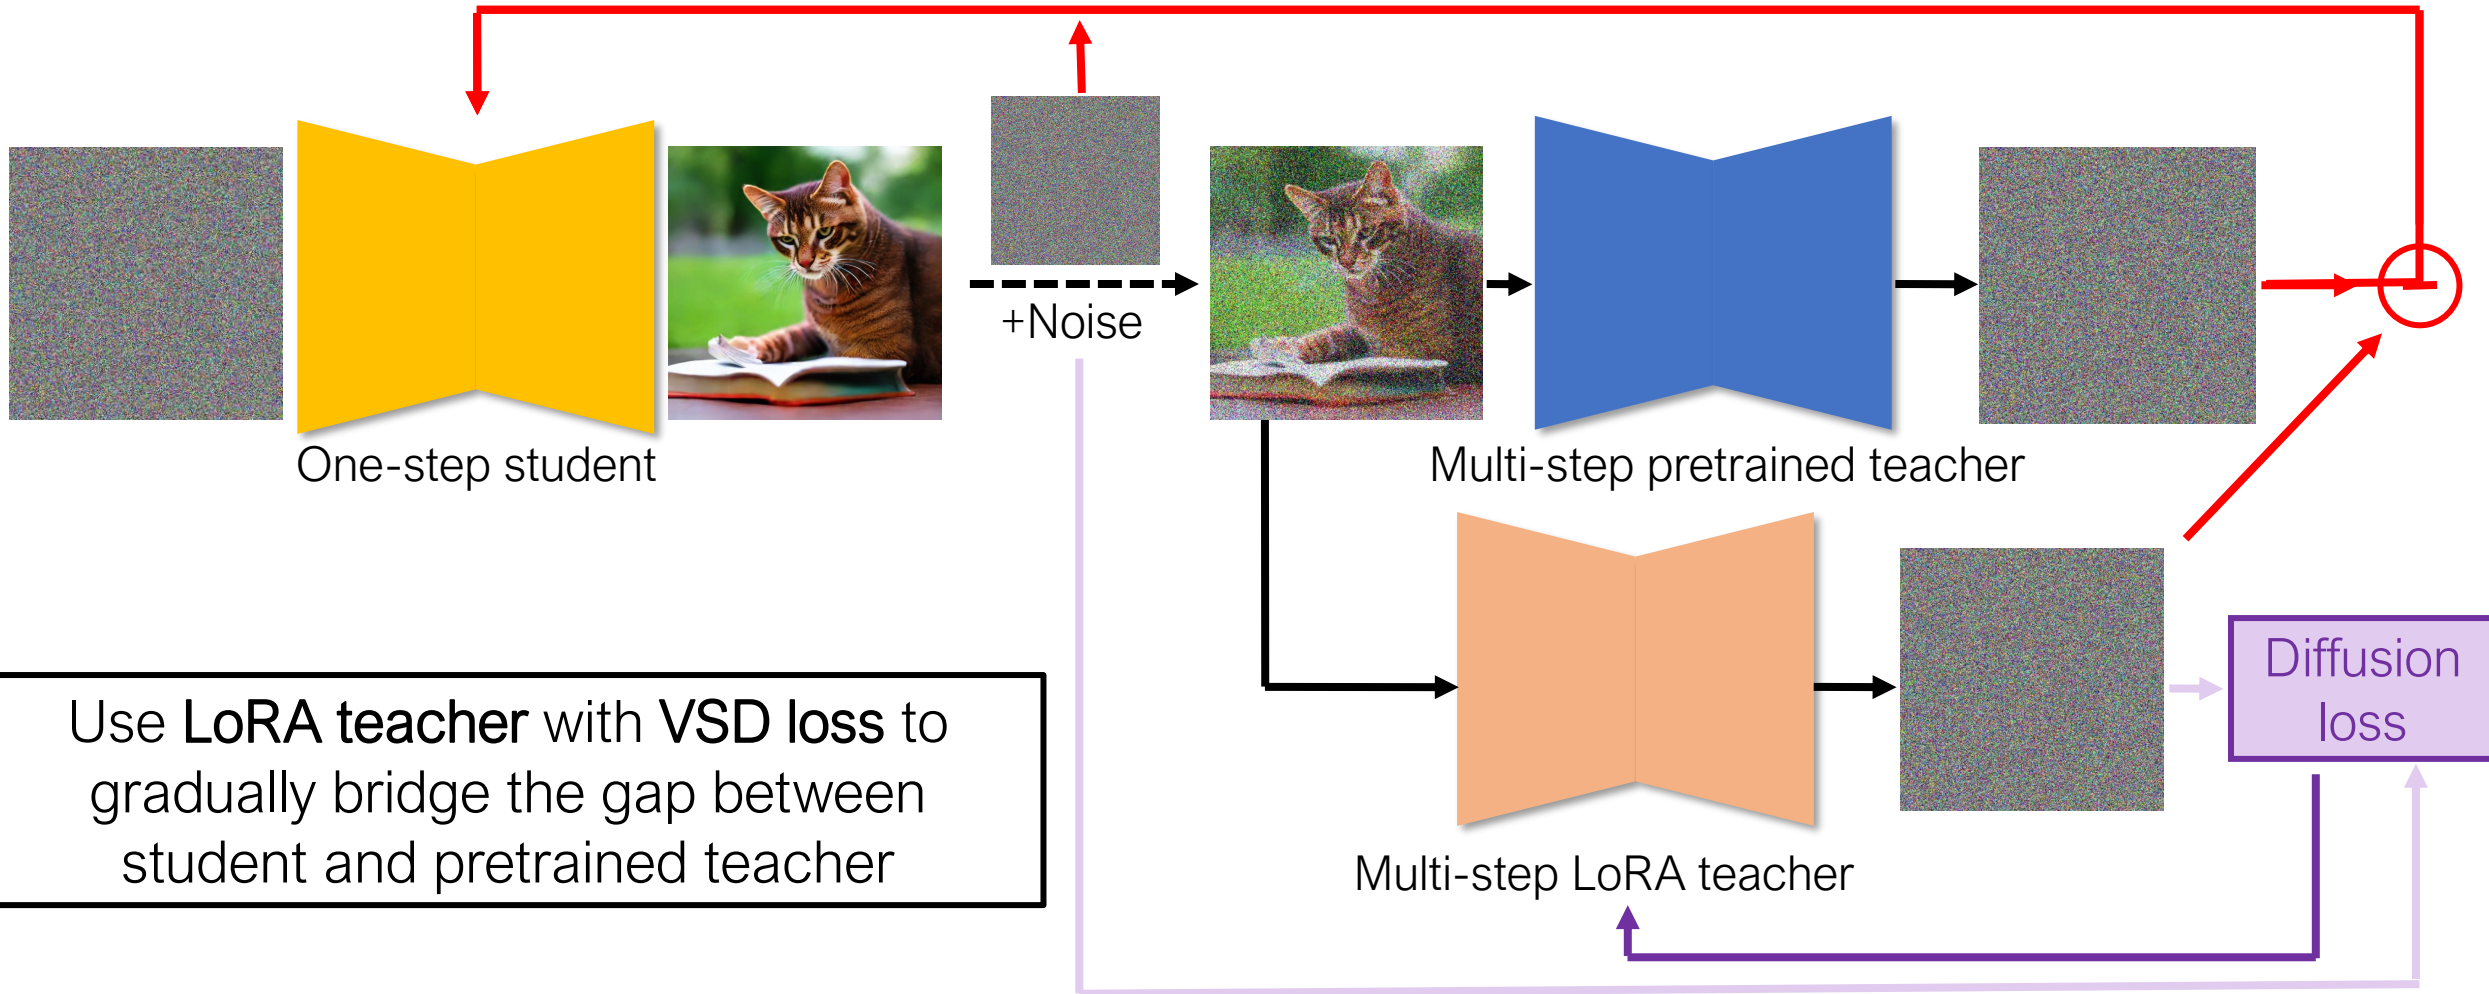 +Noise
One-step student
Multi-step pretrained teacher
Multi-step LoRA teacher
Diffusion
loss
Use LoRA teacher with VSD loss to
gradually bridge the gap between
student and pretrained teacher